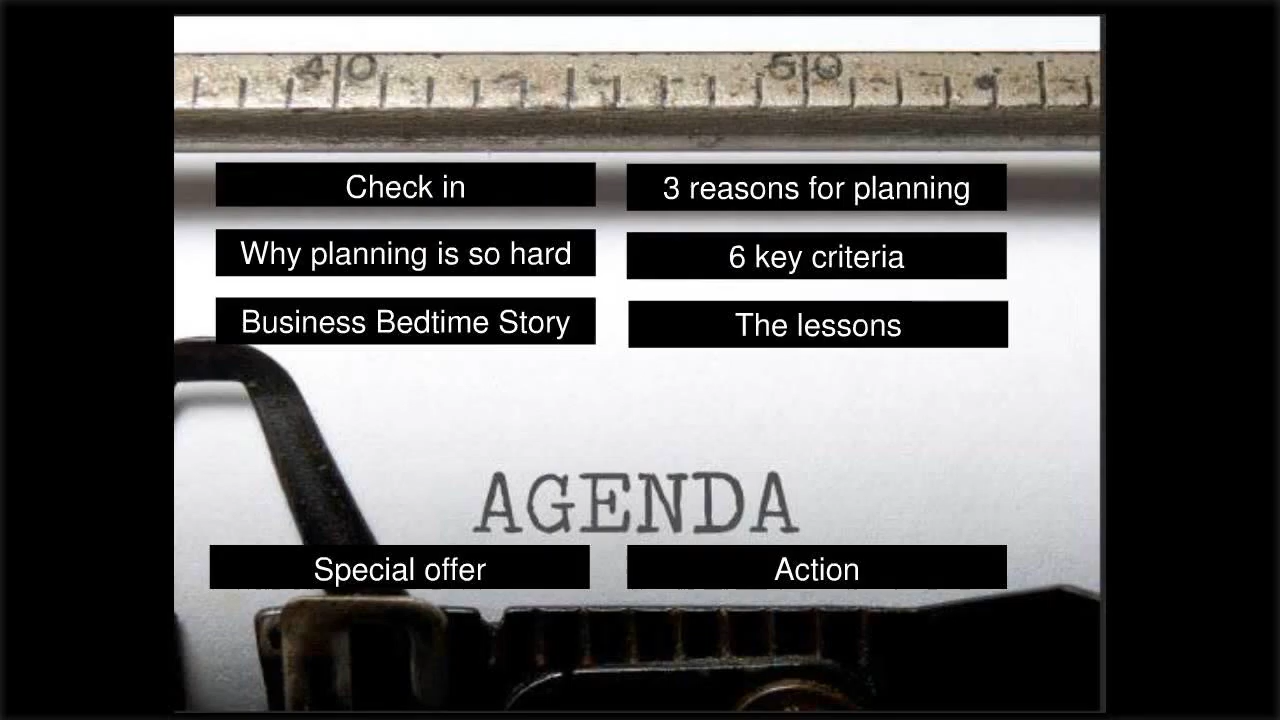 40 50
Check in
3 reasons for planning
Why planning is so hard
6 key criteria
Business Bedtime Story
The lessons
AGENDA
Special offer
Action